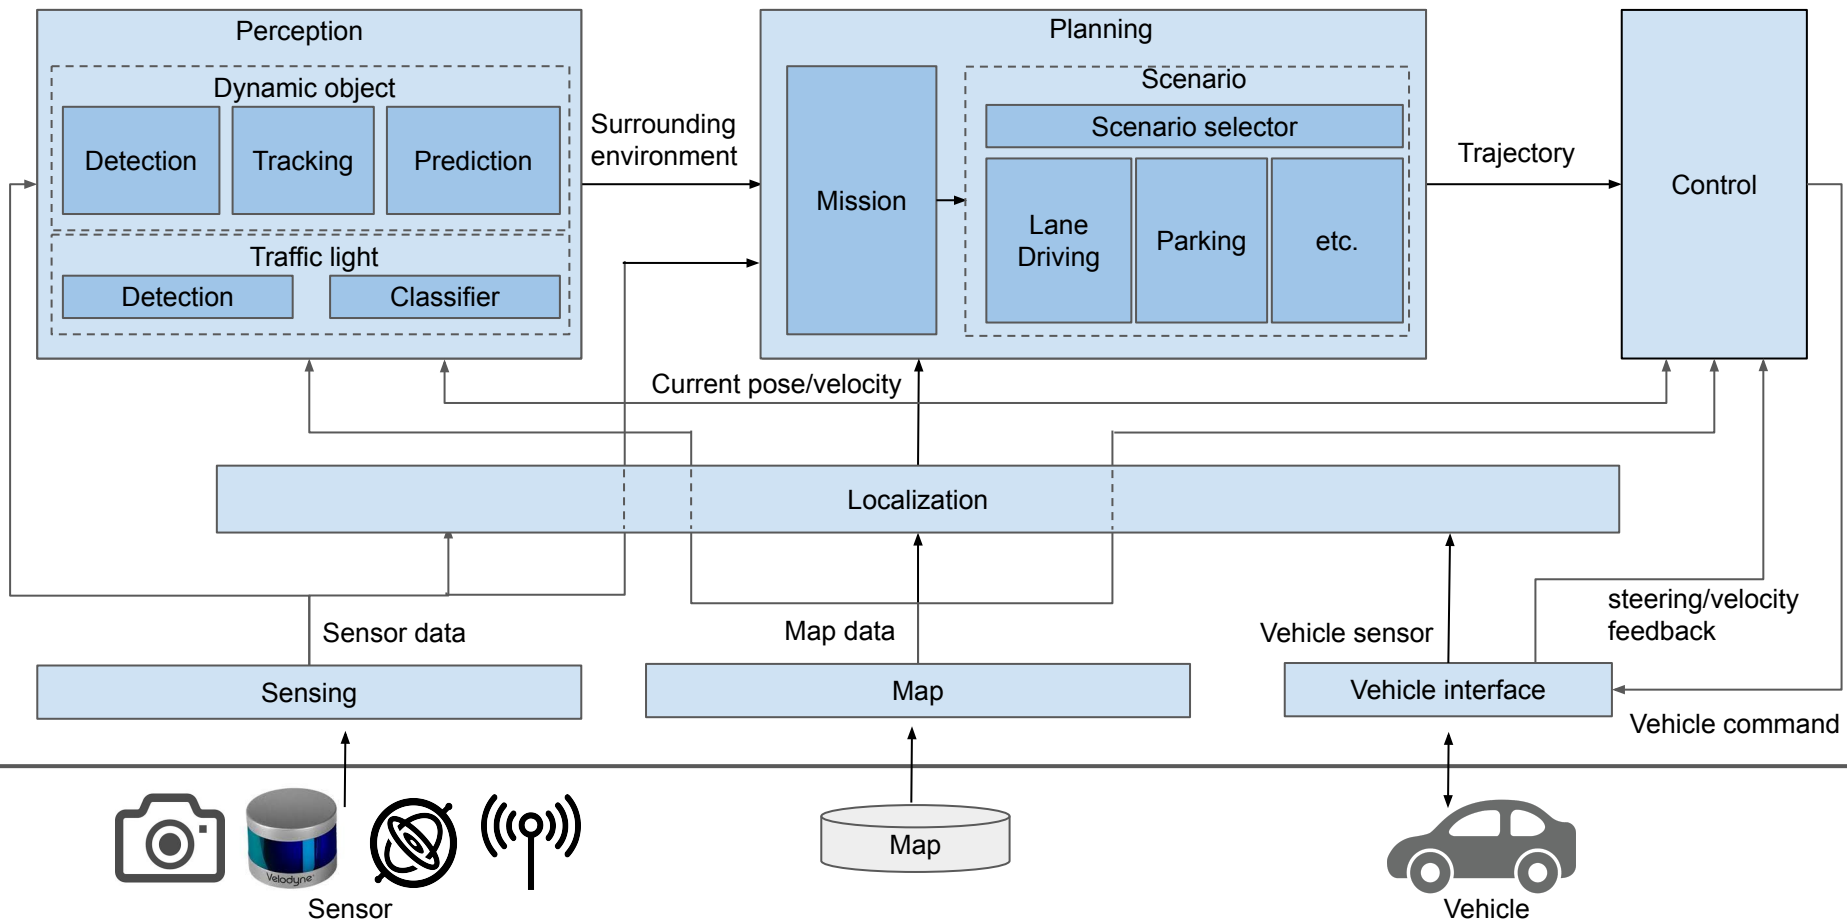 Perception
Dynamic object
Detection
Tracking
Prediction
Traffic light
Detection
Classifier
Surrounding
environment
Planning
Mission
Scenario
Scenario selector
Lane
Driving
Parking
etc.
Trajectory
Control
Current pose/velocity
Localization
Sensor data
Map data
Vehicle sensor
steering/velocity
feedback
Sensing
Map
Vehicle interface
Vehicle command
Velodyne
Sensor
Map
Vehicle